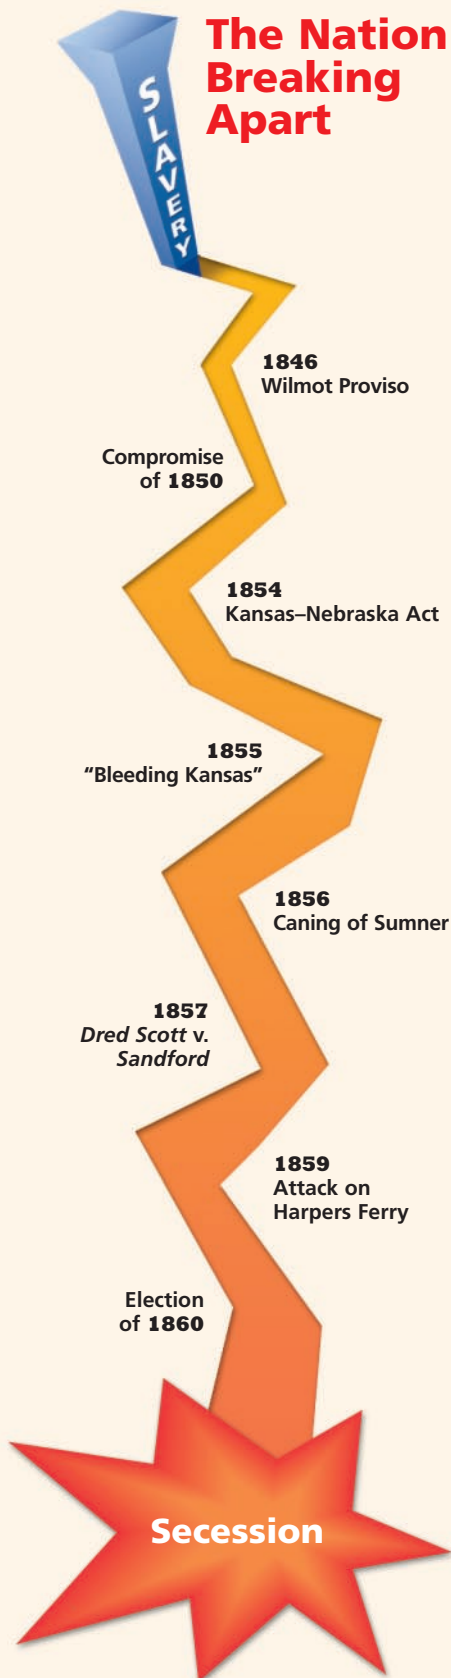 The Nation
Breaking
Apart
SLAVERY
1846
Wilmot Proviso
Compromise
of 1850
1854
Kansas–Nebraska Act
1855
“Bleeding Kansas”
1856
Caning of Sumner
1857
Dred Scott v.
Sandford
1859
Attack on
Harpers Ferry
Election
of 1860
Secession